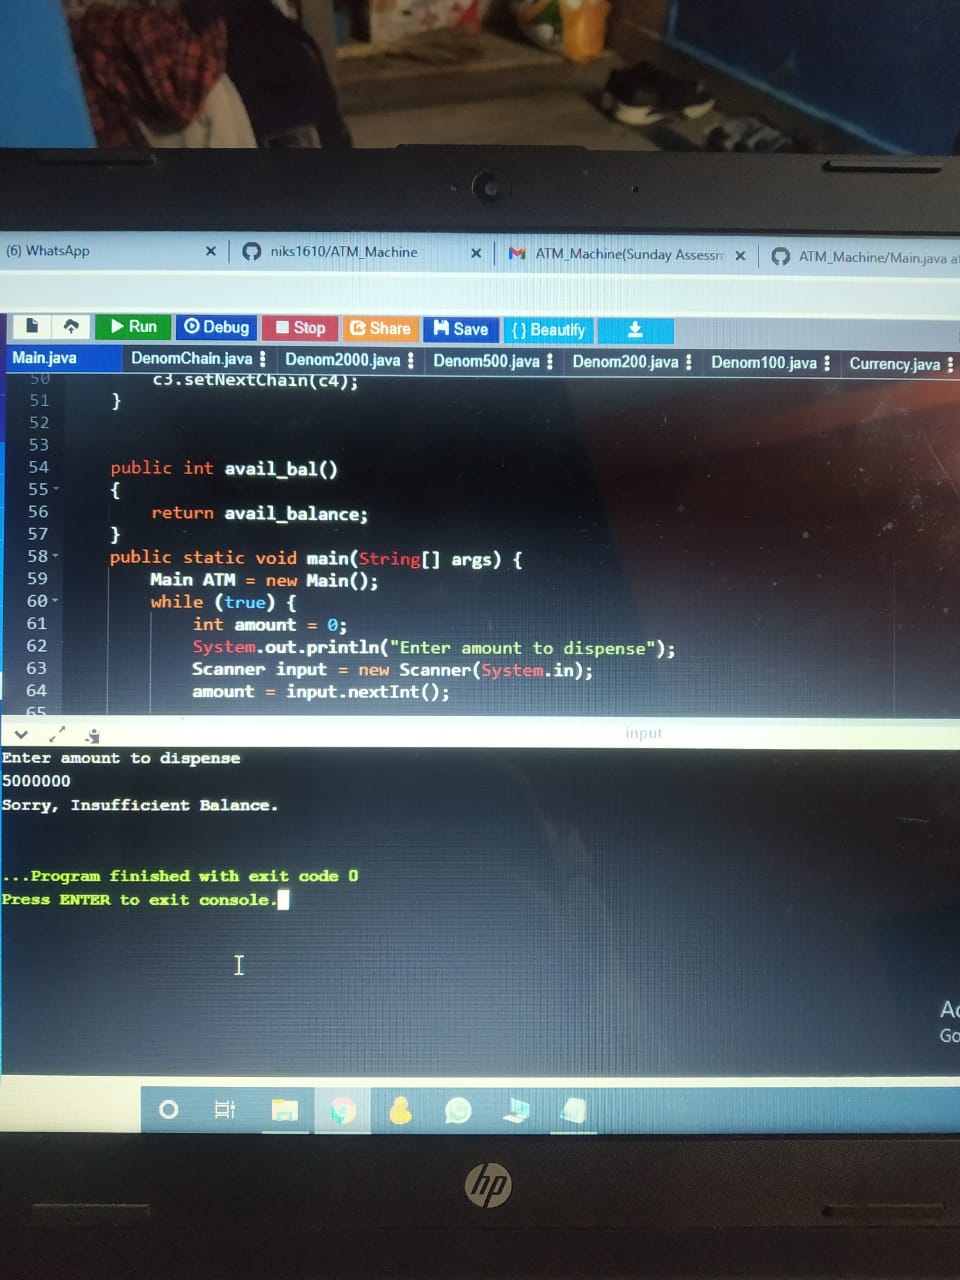 (6) WhatsApp
niks1610/ATM_Machine
ATM_Machine(Sunday Assessm
ATM_Machine/Main.java at
Run Debug Stop Share Save { } Beautify
Main.java DenomChain.java Denom2000.java Denom500.java Denom200.java Denom100.java Currency.java
50 c3.setNextChain(c4);
51 }
52
53
54 public int avail_bal()
55 {
56 return avail_balance;
57 }
58 public static void main(String[] args) {
59 Main ATM = new Main();
60 while (true) {
61 int amount = 0;
62 System.out.println("Enter amount to dispense");
63 Scanner input = new Scanner(System.in);
64 amount = input.nextInt();
65
input
Enter amount to dispense
5000000
Sorry, Insufficient Balance.
...Program finished with exit code 0
Press ENTER to exit console.
Ac
Go
hp